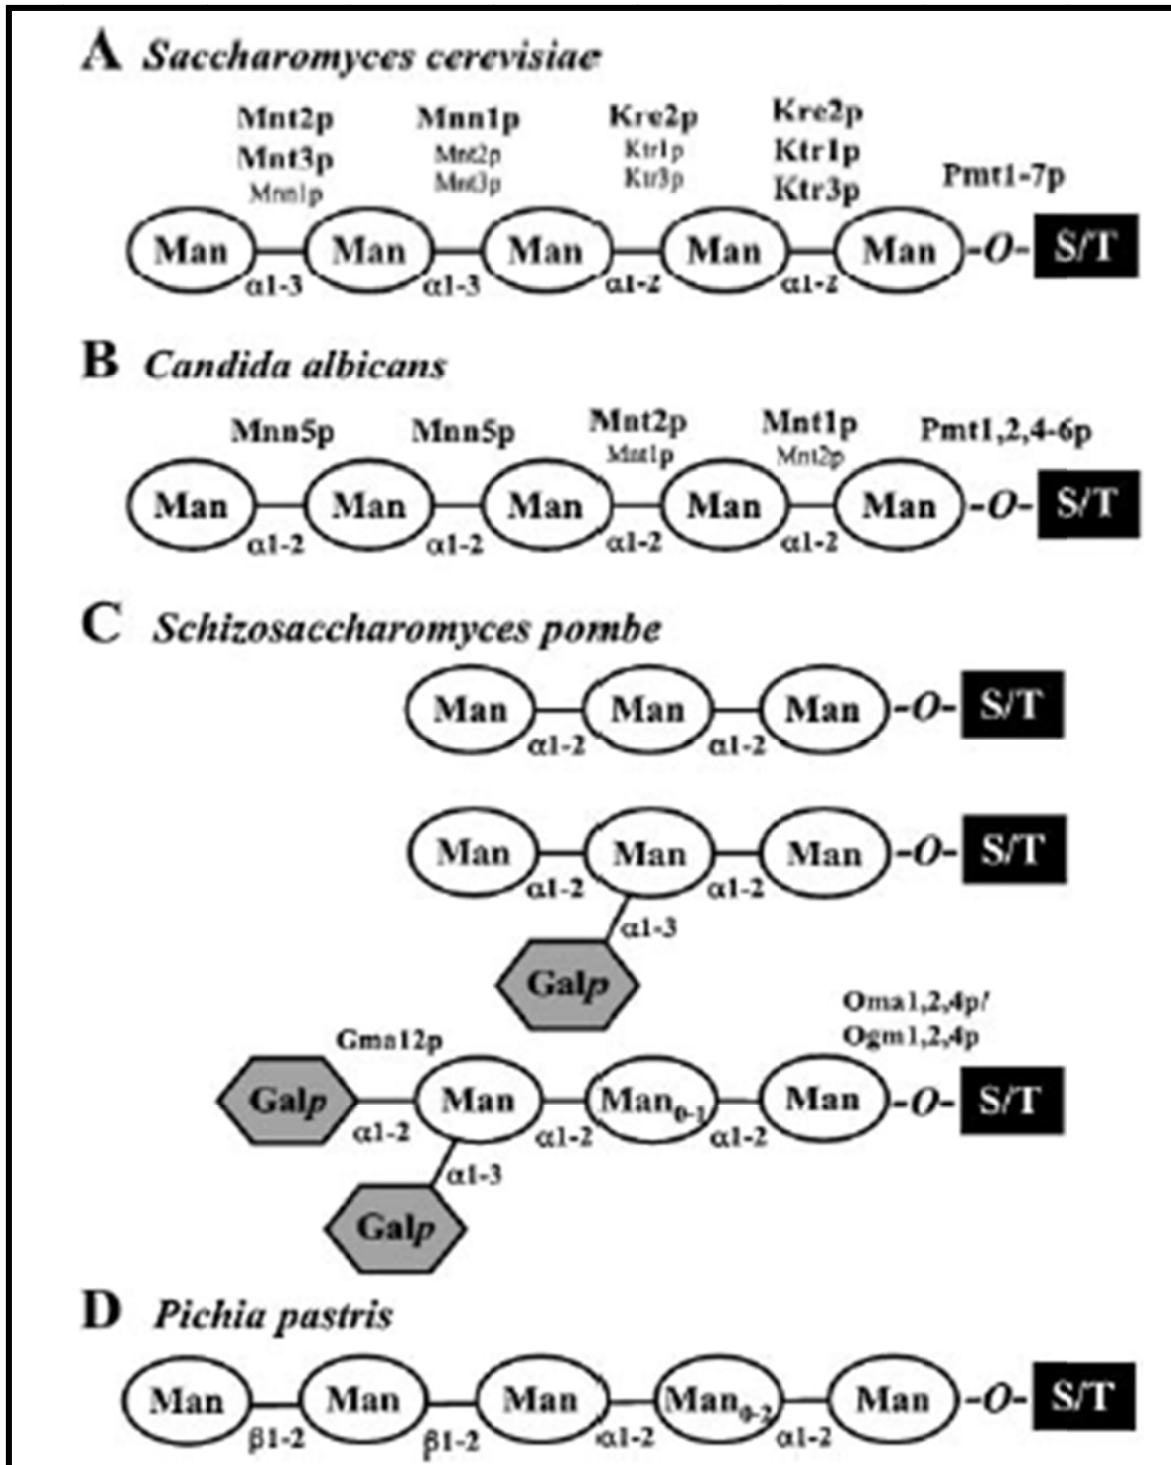 A Saccharomyces cerevisiae
Mnt2p Mnn1p Kre2p Kre2p
Mnt3p Mnt2p Ktr1p Ktr1p Pmt1-7p
Mnn1p Mnt3p Ktr3p Ktr3p
Man Man Man Man Man -O- S/T
α1-3 α1-3 α1-2 α1-2
B Candida albicans
Mnn5p Mnn5p Mnt2p Mnt1p Pmt1,2,4-6p
Mnt1p Mnt2p
Man Man Man Man Man -O- S/T
α1-2 α1-2 α1-2 α1-2
C Schizosaccharomyces pombe
Man Man Man -O- S/T
α1-2 α1-2
Man Man Man -O- S/T
α1-2 α1-2
α1-3
Galp
Oma1,2,4p/
Gma12p Ogm1,2,4p
Galp Man Man0-1 Man -O- S/T
α1-2 α1-2 α1-2
α1-3
Galp
D Pichia pastris
Man Man Man Man0-2 Man -O- S/T
β1-2 β1-2 α1-2 α1-2